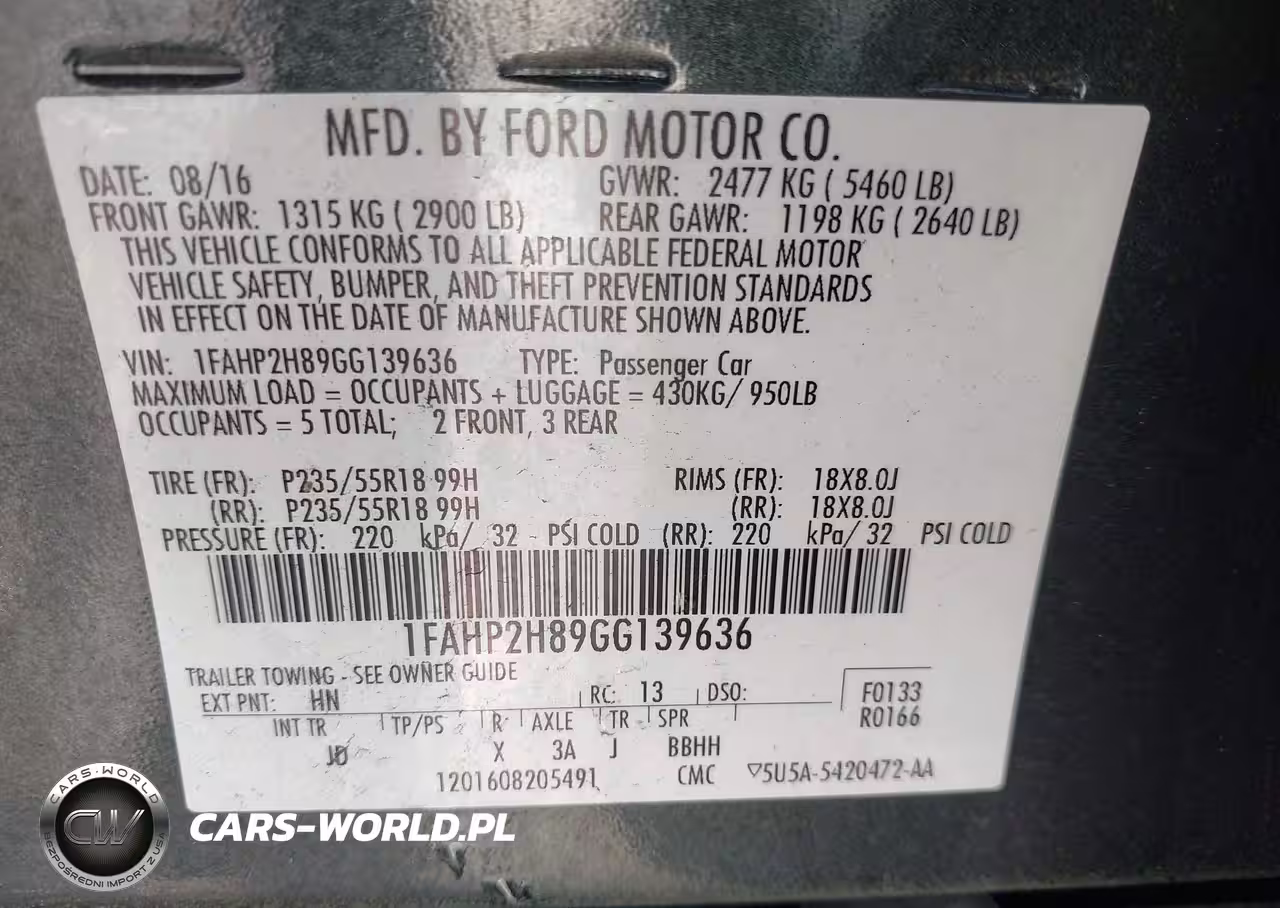 MFD. BY FORD MOTOR CO.
DATE: 08/16 GVWR: 2477 KG ( 5460 LB)
FRONT GAWR: 1315 KG ( 2900 LB) REAR GAWR: 1198 KG ( 2640 LB)
THIS VEHICLE CONFORMS TO ALL APPLICABLE FEDERAL MOTOR
VEHICLE SAFETY, BUMPER, AND THEFT PREVENTION STANDARDS
IN EFFECT ON THE DATE OF MANUFACTURE SHOWN ABOVE.
VIN: 1FAHP2H89GG139636 TYPE: Passenger Car
MAXIMUM LOAD = OCCUPANTS + LUGGAGE = 430KG/ 950LB
OCCUPANTS = 5 TOTAL; 2 FRONT, 3 REAR
TIRE (FR): P235/55R18 99H RIMS (FR): 18X8.0J
(RR): P235/55R18 99H (RR): 18X8.0J
PRESSURE (FR): 220 kPa/ 32 PSI COLD (RR): 220 kPa/ 32 PSI COLD
1FAHP2H89GG139636
TRAILER TOWING - SEE OWNER GUIDE
EXT PNT: HN RC: 13 DSO: F0133
INT TR TP/PS R AXLE TR SPR R0166
JD X 3A J BBHH
1201608205491 CMC ▽5U5A-5420472-AA
CARS-WORLD
CW
BEZPOŚREDNI IMPORT Z USA
CARS-WORLD.PL